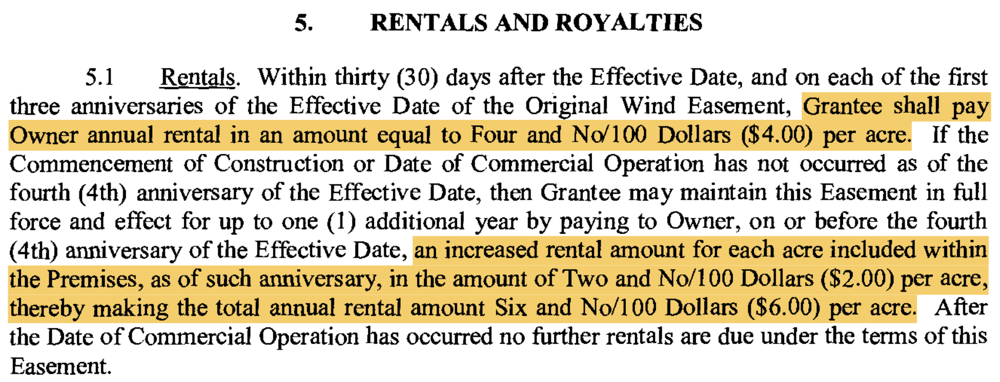 5. RENTALS AND ROYALTIES
5.1 Rentals. Within thirty (30) days after the Effective Date, and on each of the first
three anniversaries of the Effective Date of the Original Wind Easement, Grantee shall pay
Owner annual rental in an amount equal to Four and No/100 Dollars ($4.00) per acre. If the
Commencement of Construction or Date of Commercial Operation has not occurred as of the
fourth (4th) anniversary of the Effective Date, then Grantee may maintain this Easement in full
force and effect for up to one (1) additional year by paying to Owner, on or before the fourth
(4th) anniversary of the Effective Date, an increased rental amount for each acre included within
the Premises, as of such anniversary, in the amount of Two and No/100 Dollars ($2.00) per acre,
thereby making the total annual rental amount Six and No/100 Dollars ($6.00) per acre. After
the Date of Commercial Operation has occurred no further rentals are due under the terms of this
Easement.